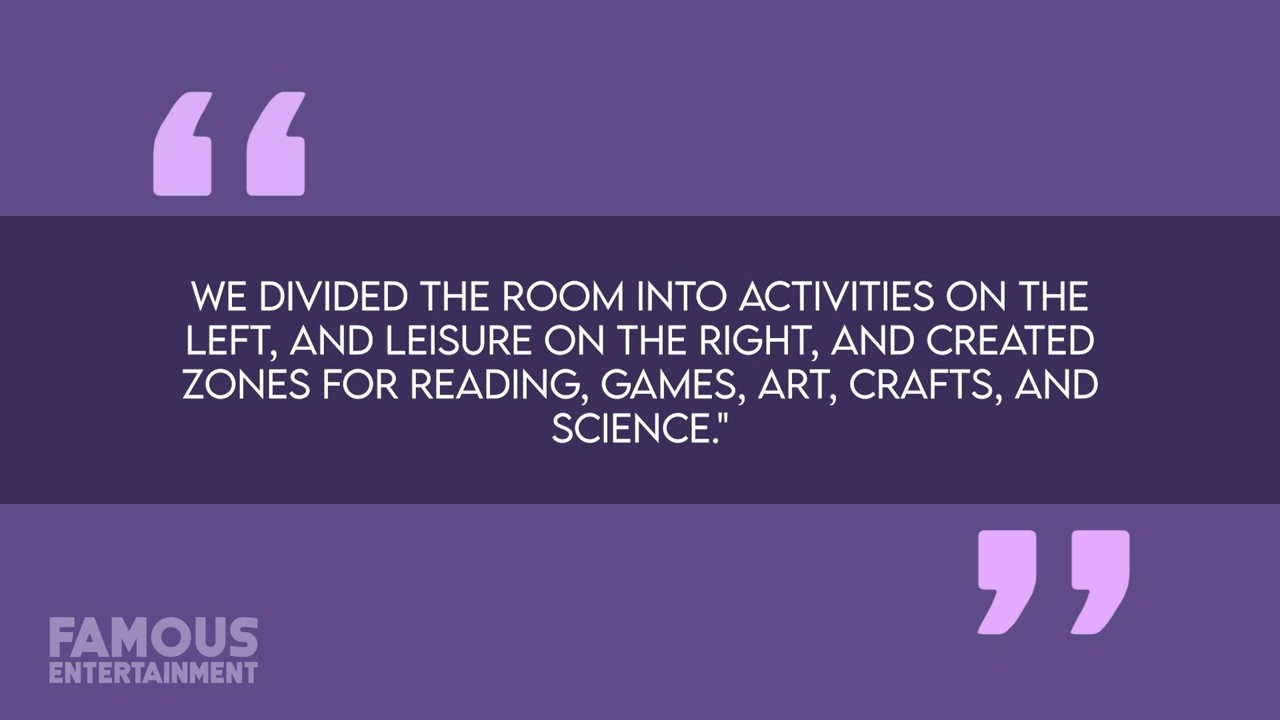 WE DIVIDED THE ROOM INTO ACTIVITIES ON THE
LEFT, AND LEISURE ON THE RIGHT, AND CREATED
ZONES FOR READING, GAMES, ART, CRAFTS, AND
SCIENCE."
FAMOUS
ENTERTAINMENT